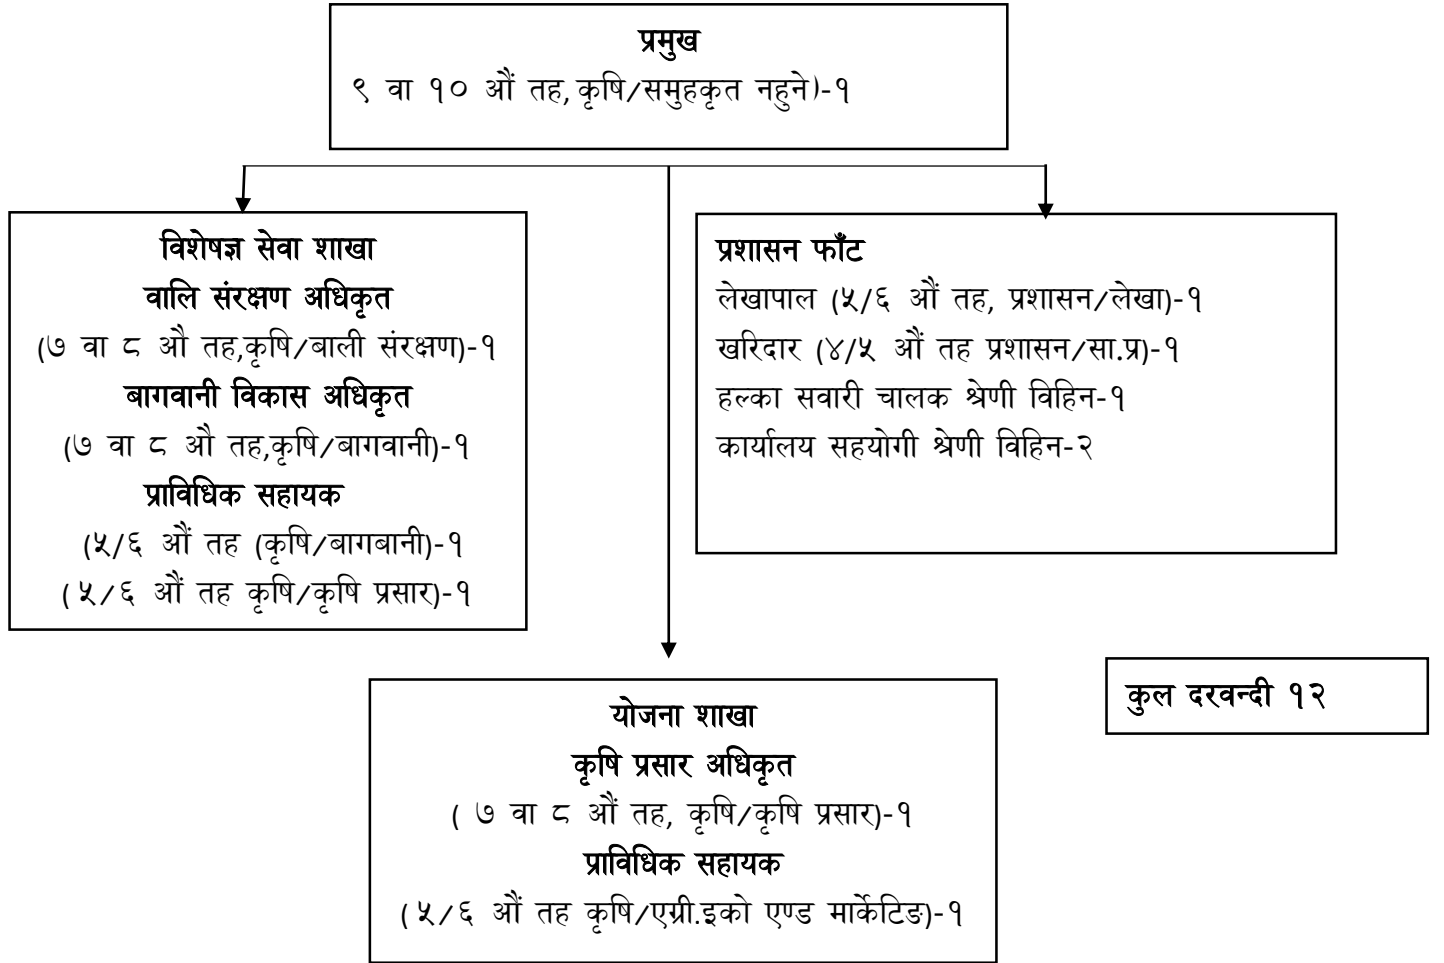 प्रमुख
९ वा १० औं तह,कृषि/समुहकृत नहुने)-१
विशेषज्ञ सेवा शाखा
वालि संरक्षण अधिकृत
(७ वा ८ औ तह,कृषि/बाली संरक्षण)-१
बागवानी विकास अधिकृत
(७ वा ८ औ तह,कृषि/बागवानी)-१
प्राविधिक सहायक
(५/६ औं तह (कृषि/बागबानी)-१
(५/६ औं तह कृषि/कृषि प्रसार)-१
प्रशासन फाँट
लेखापाल (५/६ औं तह, प्रशासन/लेखा)-१
खरिदार (४/५ औं तह प्रशासन/सा.प्र)-१
हल्का सवारी चालक श्रेणी विहिन-१
कार्यालय सहयोगी श्रेणी विहिन-२
योजना शाखा
कृषि प्रसार अधिकृत
( ७ वा ८ औं तह, कृषि/कृषि प्रसार)-१
प्राविधिक सहायक
(५/६ औं तह कृषि/एग्री.इको एण्ड मार्केटिङ)-१
कुल दरवन्दी १२